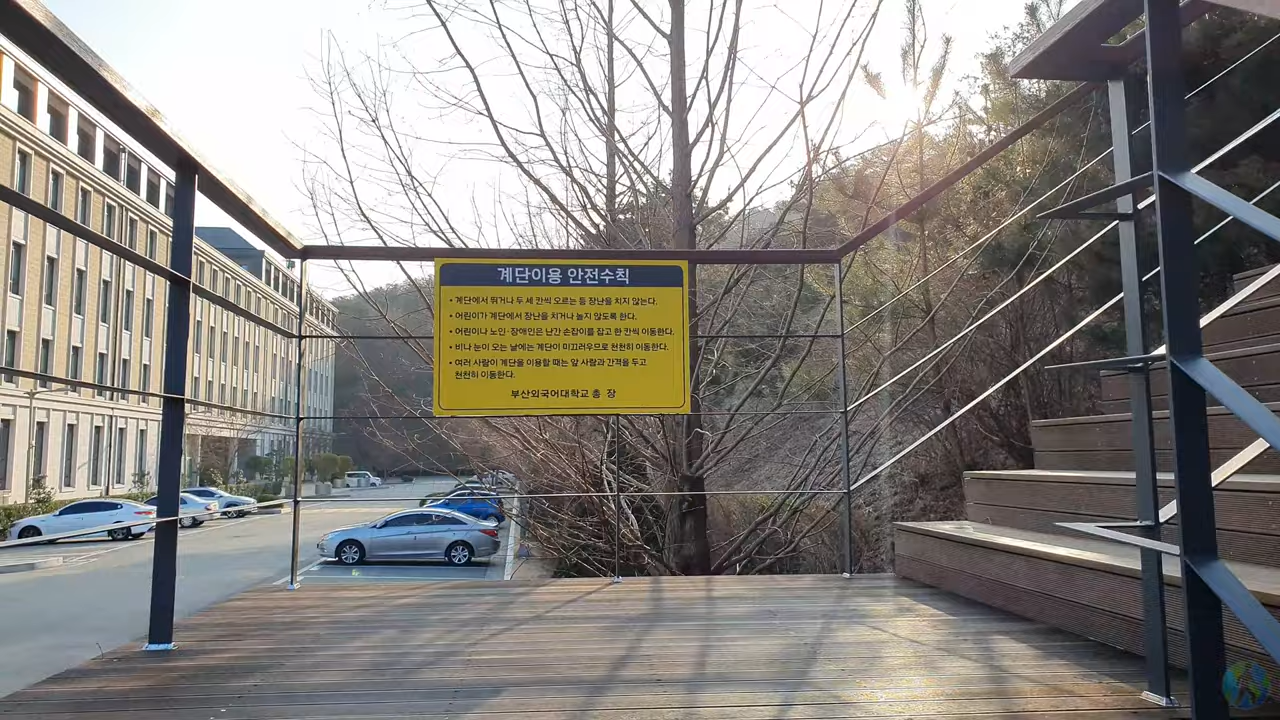 계단이용 안전수칙
• 계단에서 뛰거나 두 세 칸씩 오르는 등 장난을 치지 않는다.
• 어린이가 계단에서 장난을 치거나 놀지 않도록 한다.
• 어린이나 노인·장애인은 난간 손잡이를 잡고 한 칸씩 이동한다.
• 비나 눈이 오는 날에는 계단이 미끄러우므로 천천히 이동한다.
• 여러 사람이 계단을 이용할 때는 앞 사람과 간격을 두고
천천히 이동한다.
부산외국어대학교 총 장